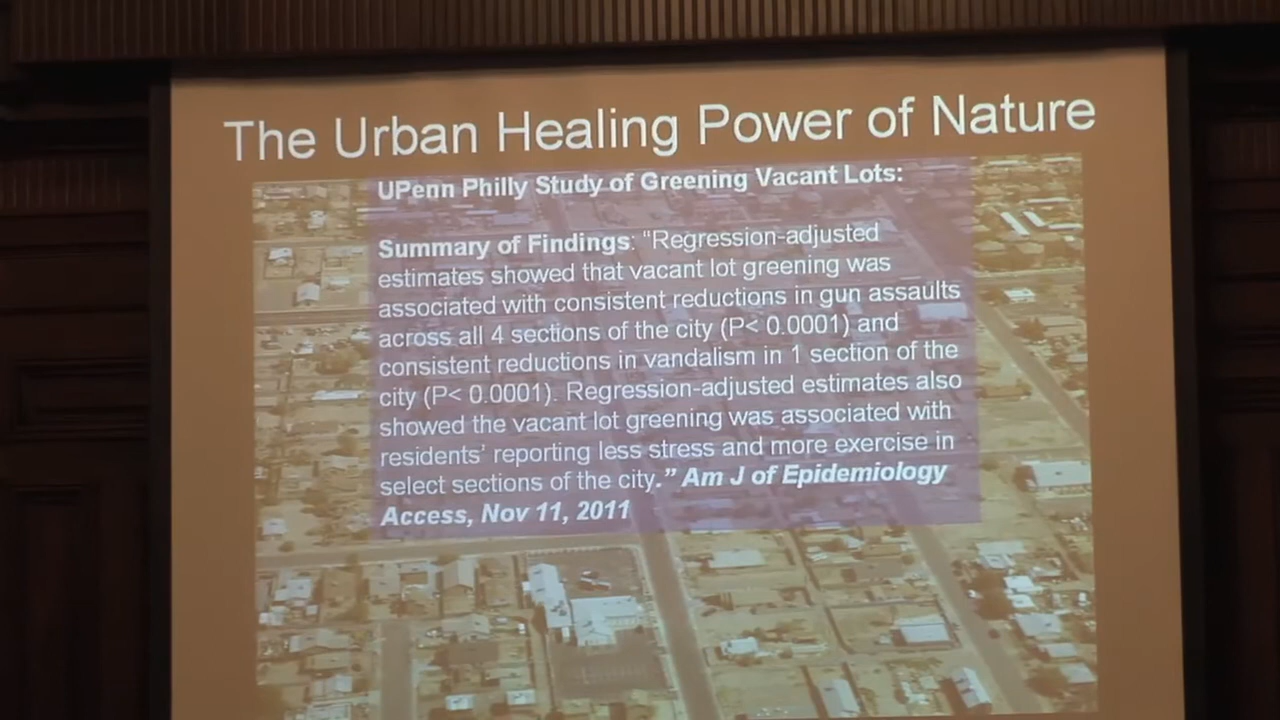 The Urban Healing Power of Nature
UPenn Philly Study of Greening Vacant Lots:
Summary of Findings: “Regression-adjusted
estimates showed that vacant lot greening was
associated with consistent reductions in gun assaults
across all 4 sections of the city (P< 0.0001) and
consistent reductions in vandalism in 1 section of the
city (P< 0.0001). Regression-adjusted estimates also
showed the vacant lot greening was associated with
residents’ reporting less stress and more exercise in
select sections of the city.” Am J of Epidemiology
Access, Nov 11, 2011